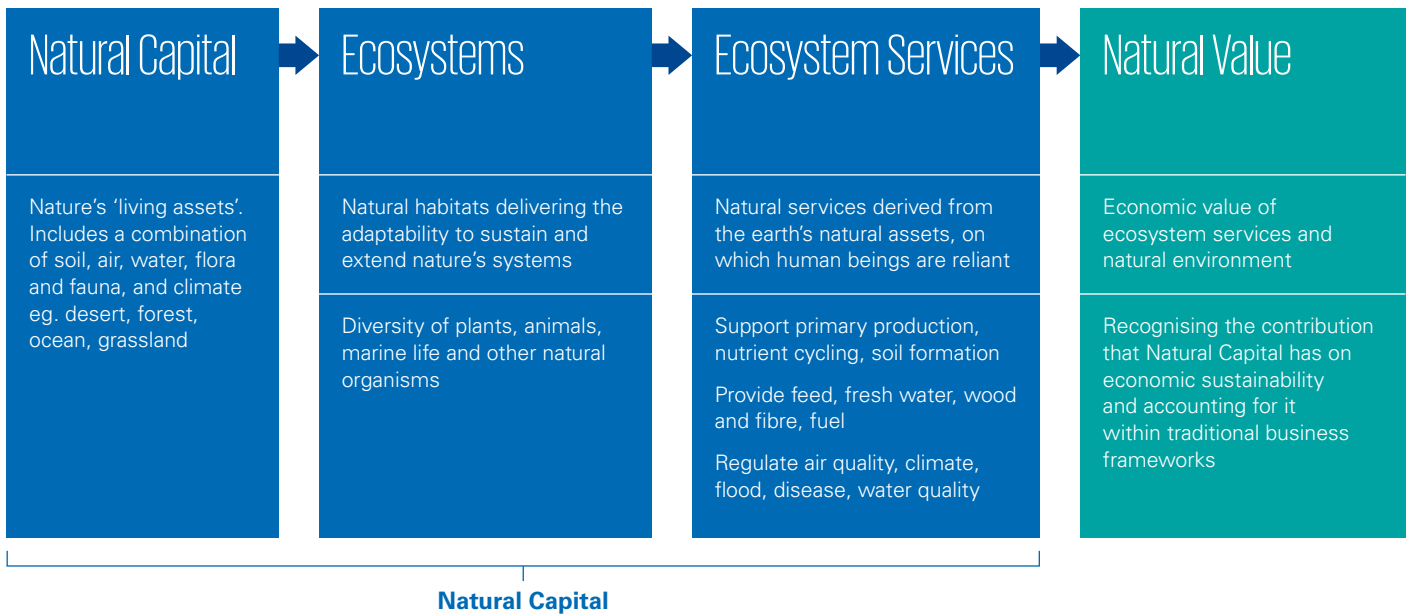 Natural Capital
Nature’s ‘living assets’.
Includes a combination
of soil, air, water, flora
and fauna, and climate
eg. desert, forest,
ocean, grassland
Ecosystems
Natural habitats delivering the
adaptability to sustain and
extend nature’s systems
Diversity of plants, animals,
marine life and other natural
organisms
Ecosystem Services
Natural services derived from
the earth’s natural assets, on
which human beings are reliant
Support primary production,
nutrient cycling, soil formation
Provide feed, fresh water, wood
and fibre, fuel
Regulate air quality, climate,
flood, disease, water quality
Natural Value
Economic value of
ecosystem services and
natural environment
Recognising the contribution
that Natural Capital has on
economic sustainability
and accounting for it
within traditional business
frameworks
Natural Capital